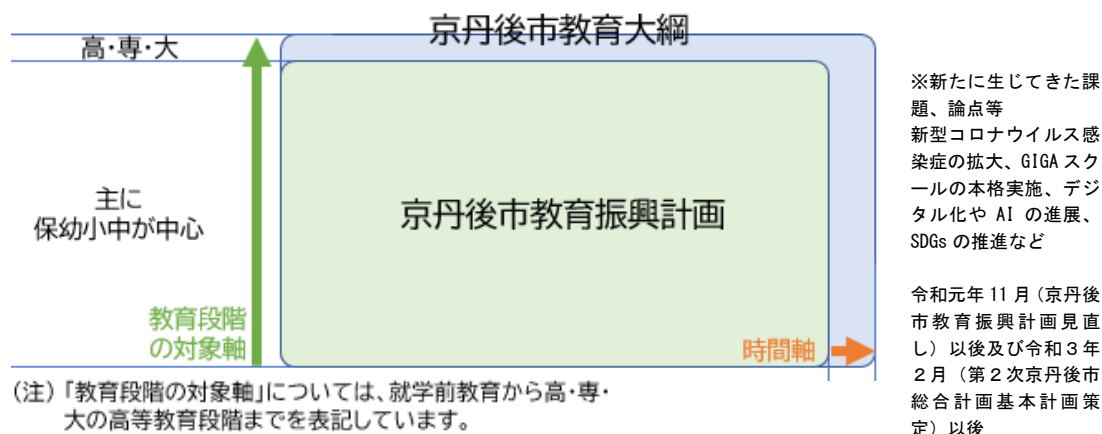 京丹後市教育大綱
高・専・大
主に
保幼小中が中心
京丹後市教育振興計画
教育段階
の対象軸
時間軸
(注)「教育段階の対象軸」については、就学前教育から高・専・
大の高等教育段階までを表記しています。
※新たに生じてきた課
題、論点等
新型コロナウイルス感
染症の拡大、GIGA スク
ールの本格実施、デジ
タル化や AI の進展、
SDGs の推進など
令和元年 11 月(京丹後
市教育振興計画見直
し)以後及び令和3年
2月(第2次京丹後市
総合計画基本計画策
定)以後